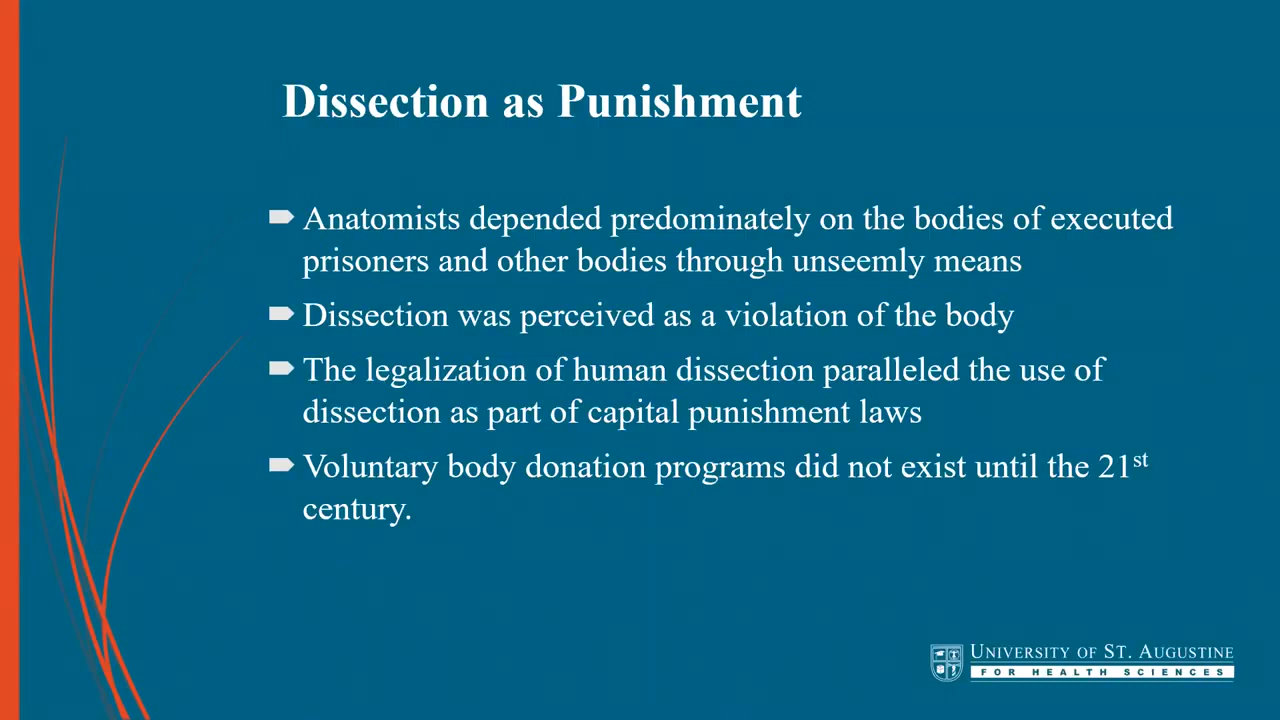 Dissection as Punishment
Anatomists depended predominately on the bodies of executed
prisoners and other bodies through unseemly means
Dissection was perceived as a violation of the body
The legalization of human dissection paralleled the use of
dissection as part of capital punishment laws
Voluntary body donation programs did not exist until the 21st
century.
UNIVERSITY OF ST. AUGUSTINE
FOR HEALTH SCIENCES